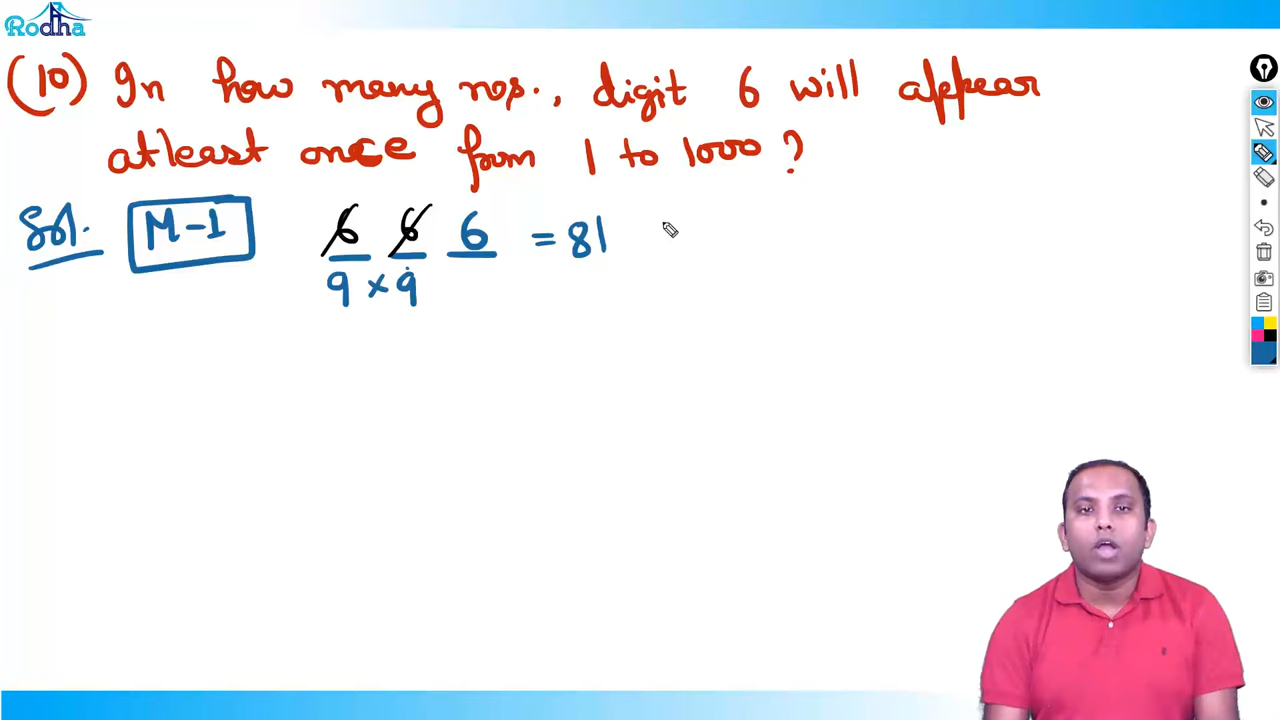 Rodha
(10) In how many nos., digit 6 will appear
atleast once from 1 to 1000 ?
Sol. M-1 6 6 6 = 81
9 × 9